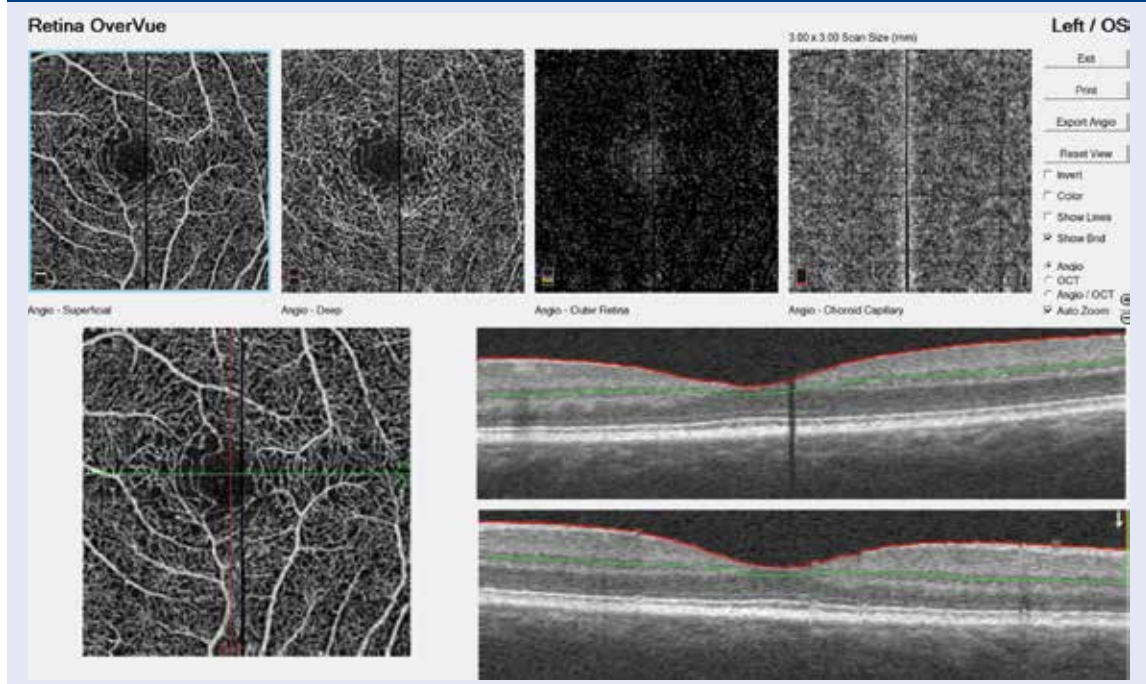 Retina OverVue
Left / OS
3.00 x 3.00 Scan Size (mm)
Exit
Print
Export Angio
Reset View
Invert
Color
Show Lines
Show Bnd
Angio
OCT
Angio / OCT
Auto Zoom
Angio - Superficial
Angio - Deep
Angio - Outer Retina
Angio - Choroid Capillary